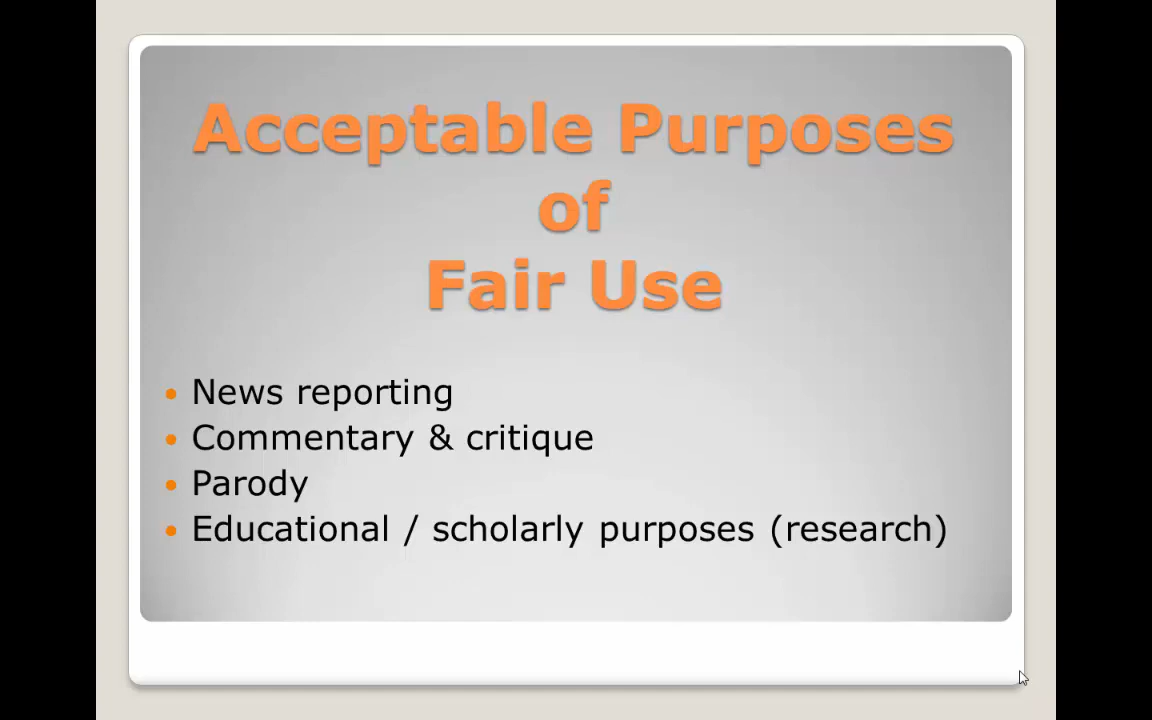 Acceptable Purposes
of
Fair Use
• News reporting
• Commentary & critique
• Parody
• Educational / scholarly purposes (research)